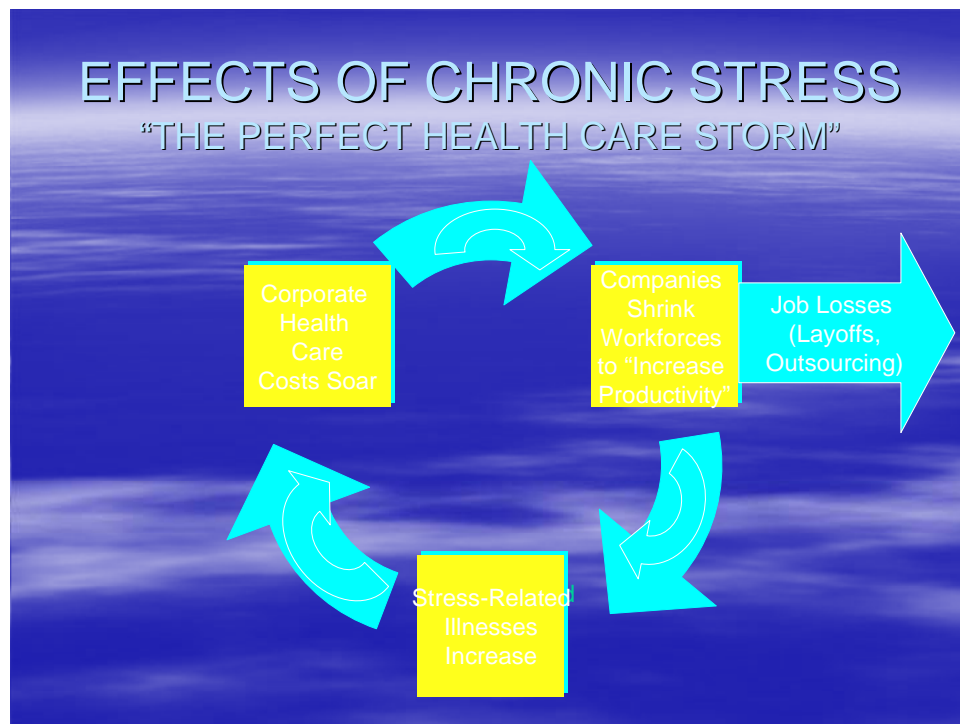 EFFECTS OF CHRONIC STRESS
“THE PERFECT HEALTH CARE STORM”
Corporate
Health
Care
Costs Soar
Companies
Shrink
Workforces
to “Increase
Productivity”
Job Losses
(Layoffs,
Outsourcing)
Stress-Related
Illnesses
Increase